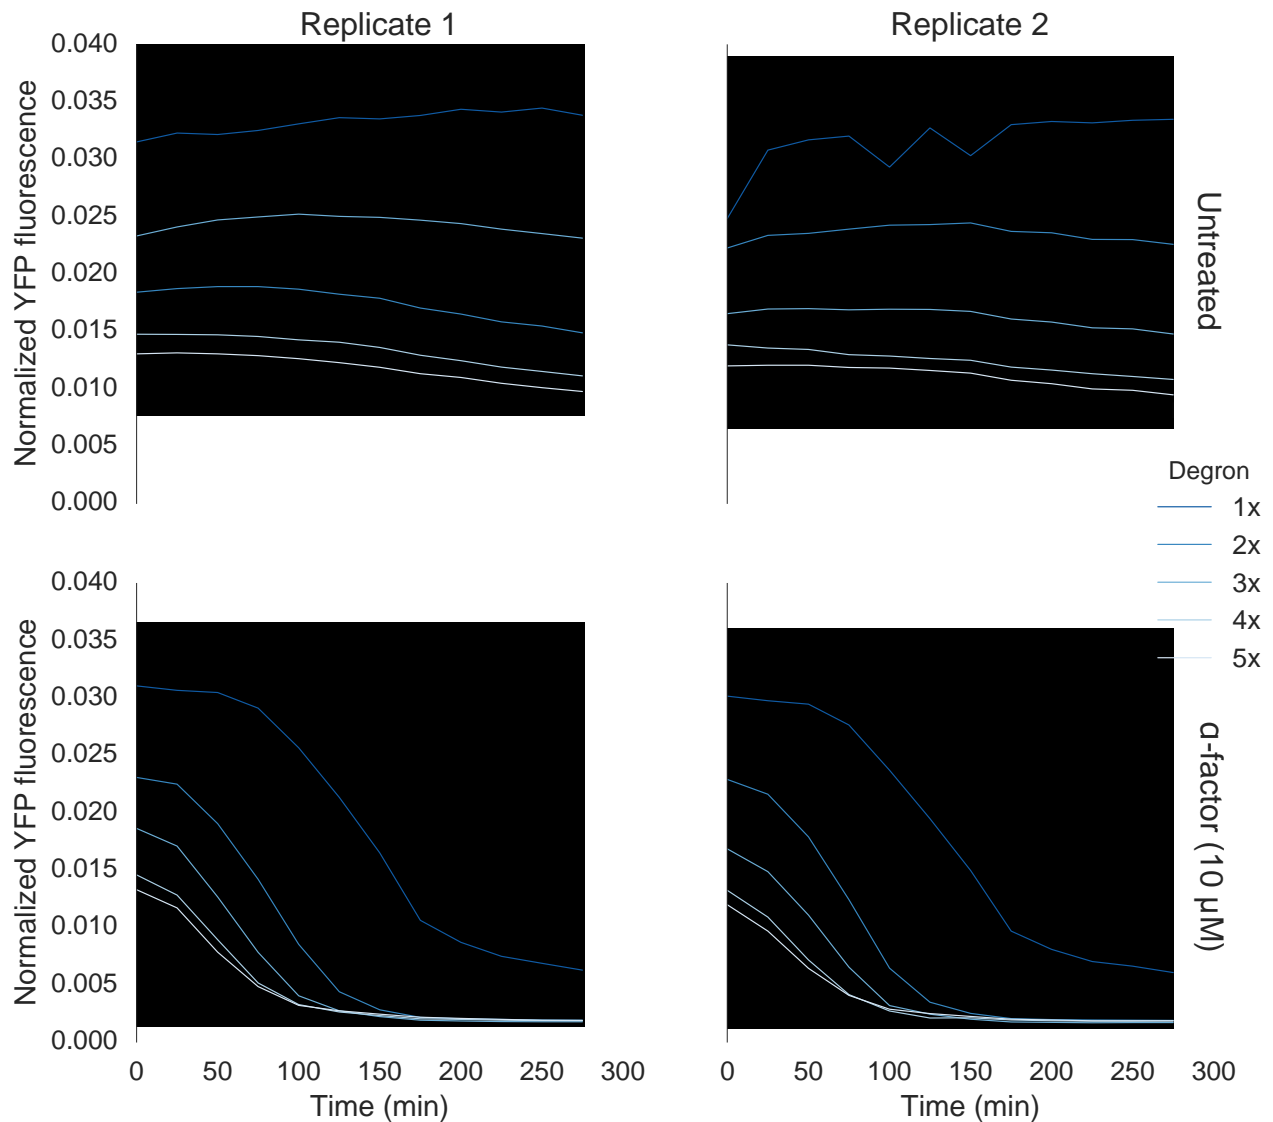 Replicate 1
Replicate 2
Normalized YFP fluorescence
0.040
0.035
0.030
0.025
0.020
0.015
0.010
0.005
0.000
Untreated
Degron
1x
2x
3x
4x
5x
Normalized YFP fluorescence
0.040
0.035
0.030
0.025
0.020
0.015
0.010
0.005
0.000
α-factor (10 μM)
0 50 100 150 200 250 300
0 50 100 150 200 250 300
Time (min)
Time (min)